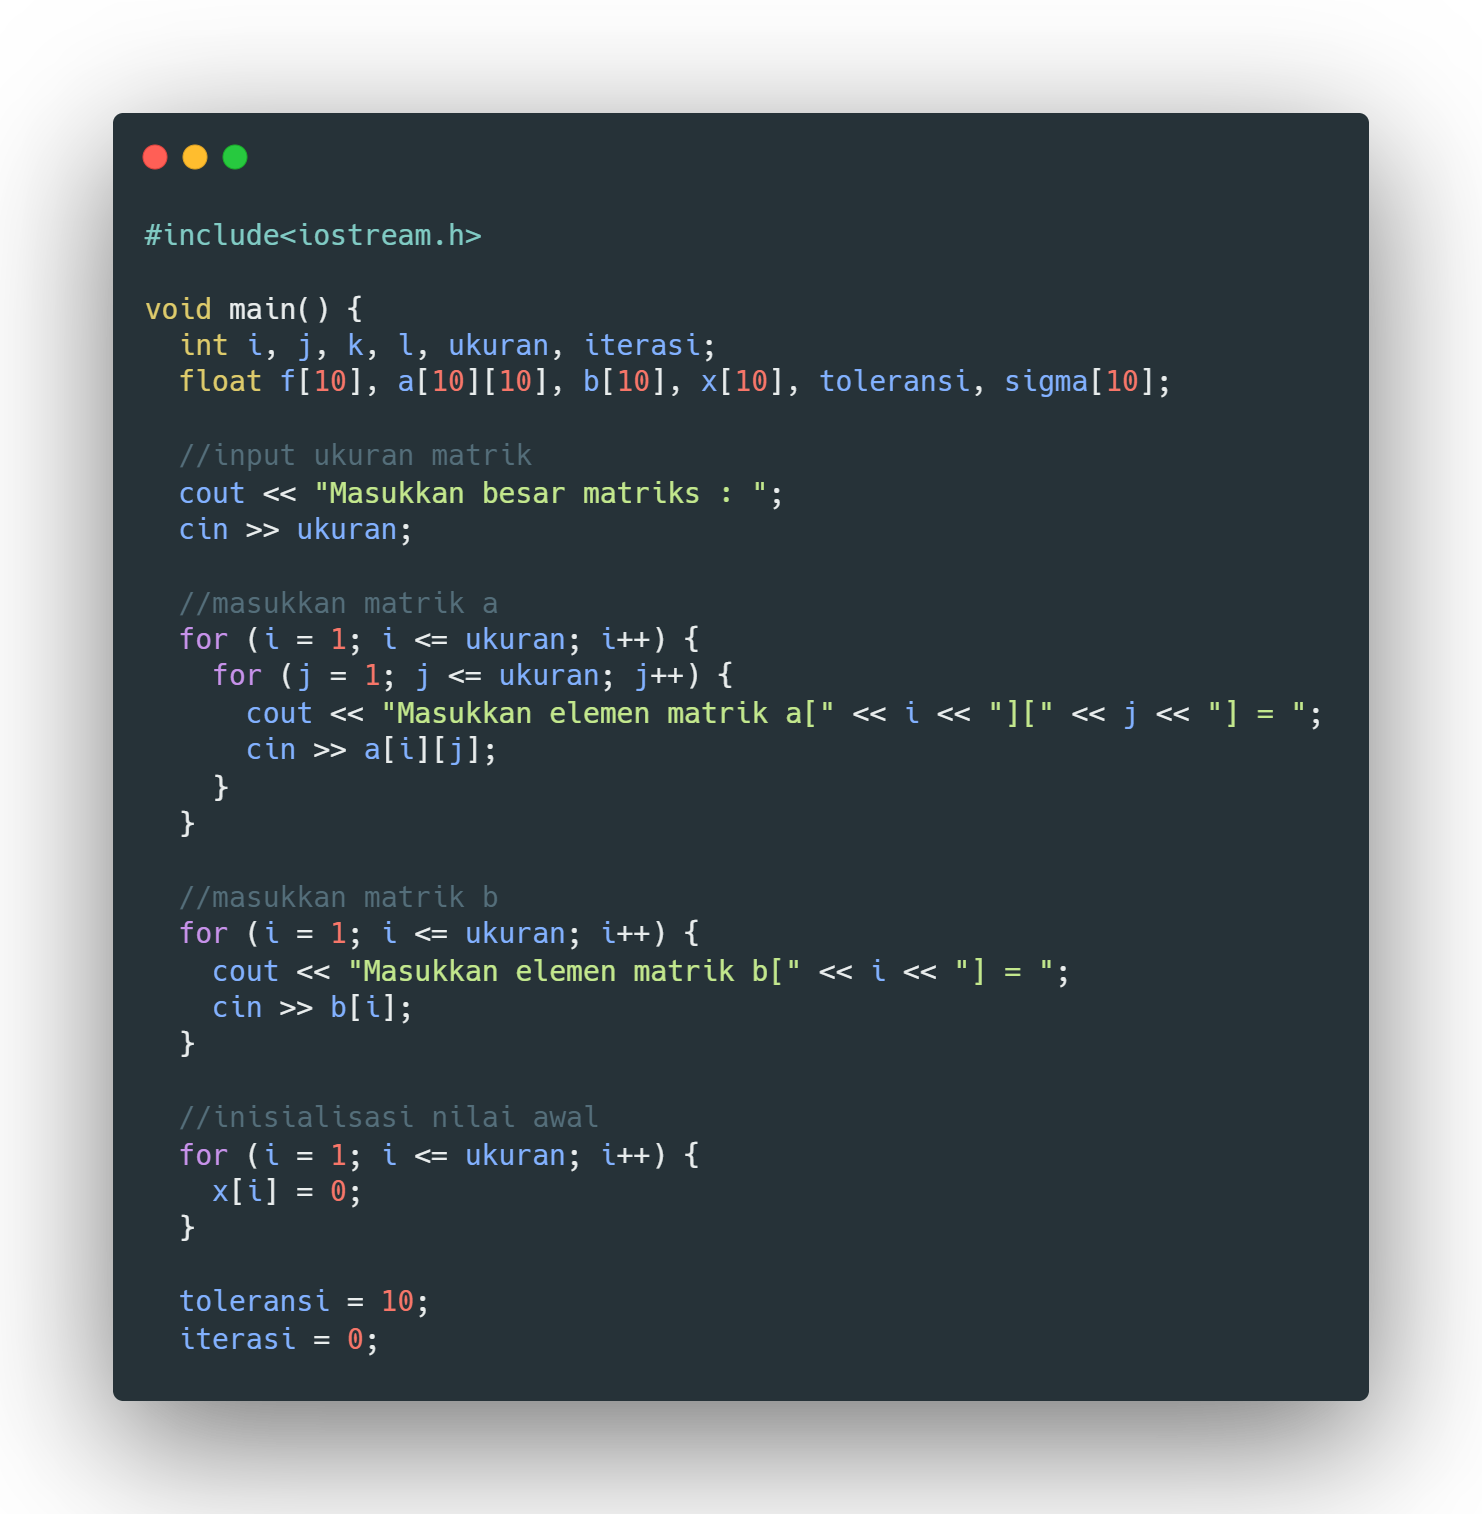 #include<iostream.h>

void main() {
  int i, j, k, l, ukuran, iterasi;
  float f[10], a[10][10], b[10], x[10], toleransi, sigma[10];

  //input ukuran matrik
  cout << "Masukkan besar matriks : ";
  cin >> ukuran;

  //masukkan matrik a
  for (i = 1; i <= ukuran; i++) {
    for (j = 1; j <= ukuran; j++) {
      cout << "Masukkan elemen matrik a[" << i << "][" << j << "] = ";
      cin >> a[i][j];
    }
  }

  //masukkan matrik b
  for (i = 1; i <= ukuran; i++) {
    cout << "Masukkan elemen matrik b[" << i << "] = ";
    cin >> b[i];
  }

  //inisialisasi nilai awal
  for (i = 1; i <= ukuran; i++) {
    x[i] = 0;
  }

  toleransi = 10;
  iterasi = 0;